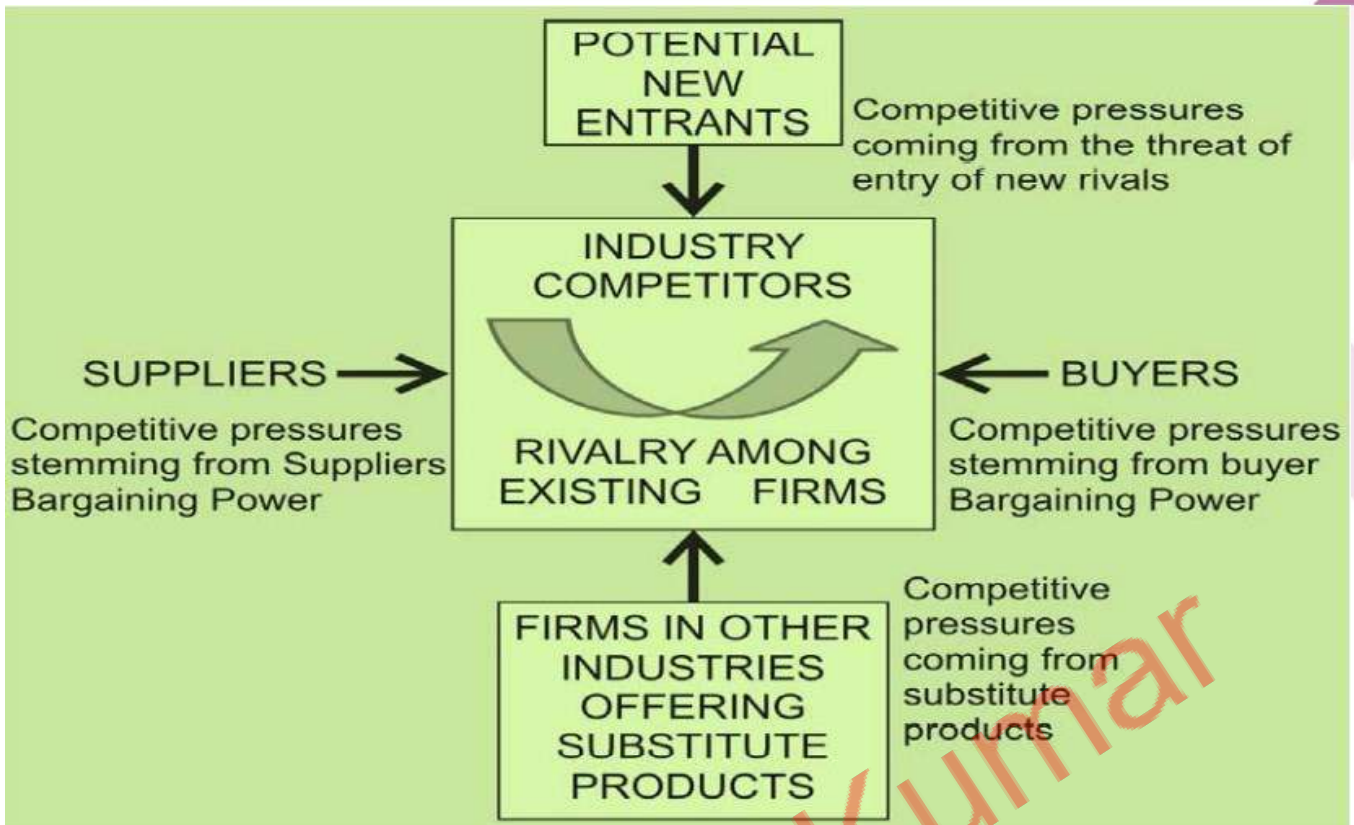 POTENTIAL
NEW
ENTRANTS
Competitive pressures
coming from the threat of
entry of new rivals
INDUSTRY
COMPETITORS
SUPPLIERS
Competitive pressures
stemming from Suppliers
Bargaining Power
BUYERS
Competitive pressures
stemming from buyer
Bargaining Power
RIVALRY AMONG
EXISTING FIRMS
FIRMS IN OTHER
INDUSTRIES
OFFERING
SUBSTITUTE
PRODUCTS
Competitive
pressures
coming from
substitute
products
Kumar